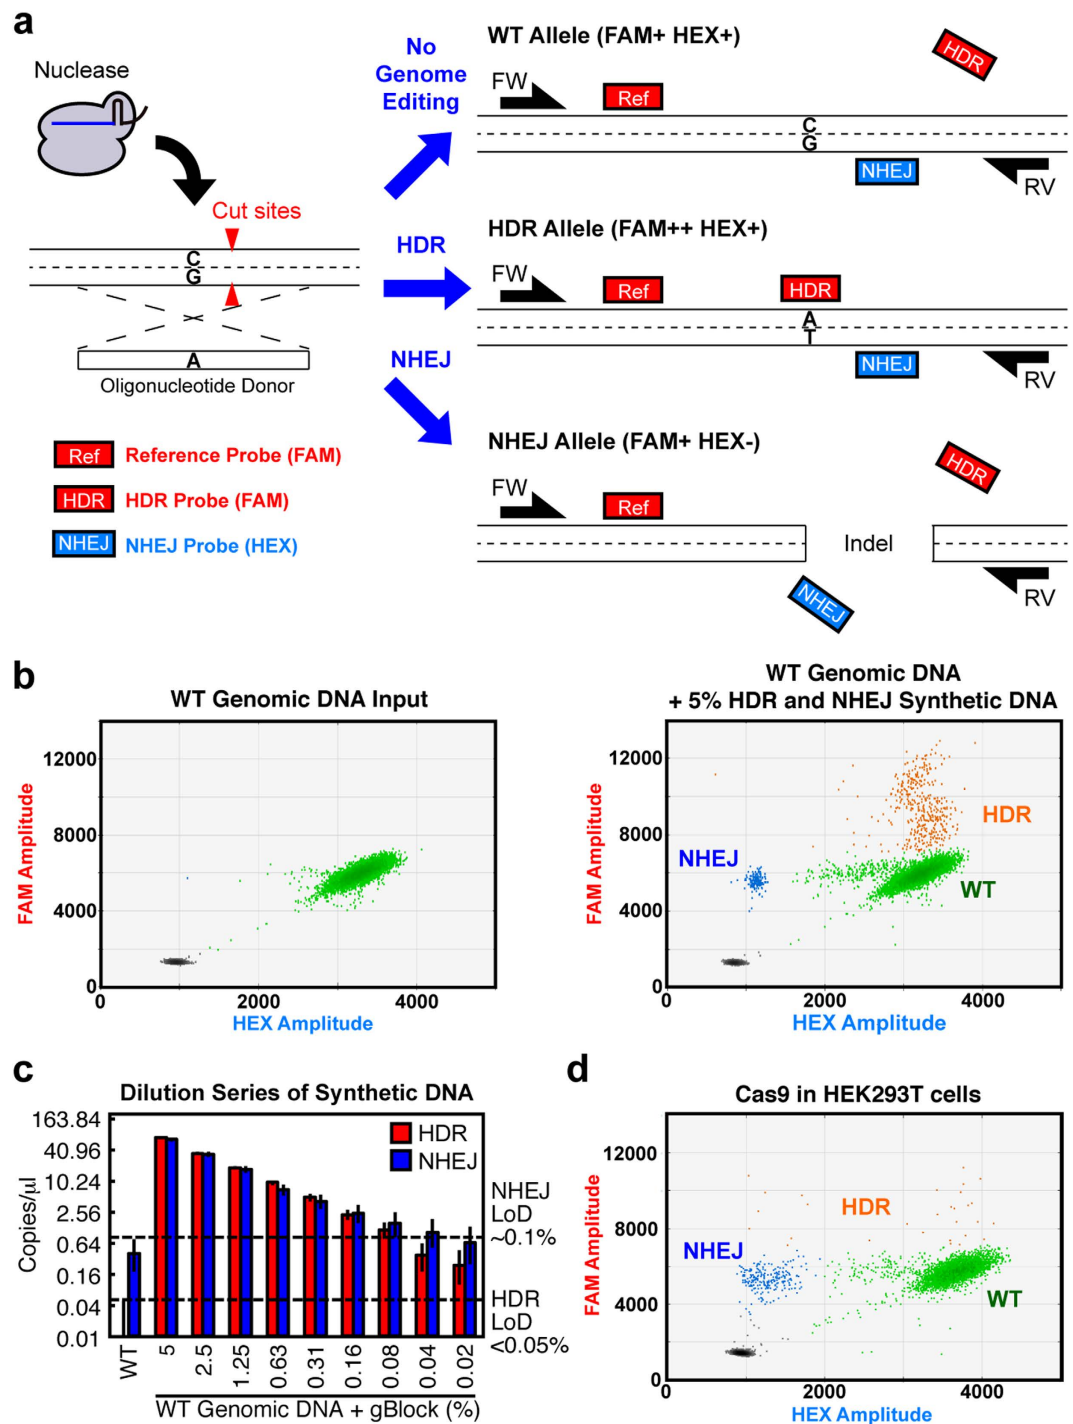 a
Nuclease
Cut sites
C
G
A
Oligonucleotide Donor
Ref Reference Probe (FAM)
HDR HDR Probe (FAM)
NHEJ NHEJ Probe (HEX)
No
Genome
Editing
HDR
NHEJ
WT Allele (FAM+ HEX+)
HDR
FW
Ref
C
G
NHEJ
RV
HDR Allele (FAM++ HEX+)
FW
Ref
HDR
A
T
NHEJ
RV
NHEJ Allele (FAM+ HEX-)
HDR
FW
Ref
Indel
NHEJ
RV
b
WT Genomic DNA Input
FAM Amplitude
12000
8000
4000
0
0 2000 4000
HEX Amplitude
WT Genomic DNA
+ 5% HDR and NHEJ Synthetic DNA
FAM Amplitude
12000
8000
4000
0
HDR
NHEJ
WT
0 2000 4000
HEX Amplitude
c
Dilution Series of Synthetic DNA
Copies/µl
163.84
40.96
10.24
2.56
0.64
0.16
0.04
0.01
HDR
NHEJ
NHEJ
LoD
~0.1%
HDR
LoD
<0.05%
WT 5 2.5 1.25 0.63 0.31 0.16 0.08 0.04 0.02
WT Genomic DNA + gBlock (%)
d
Cas9 in HEK293T cells
FAM Amplitude
12000
8000
4000
0
HDR
NHEJ
WT
0 2000 4000
HEX Amplitude